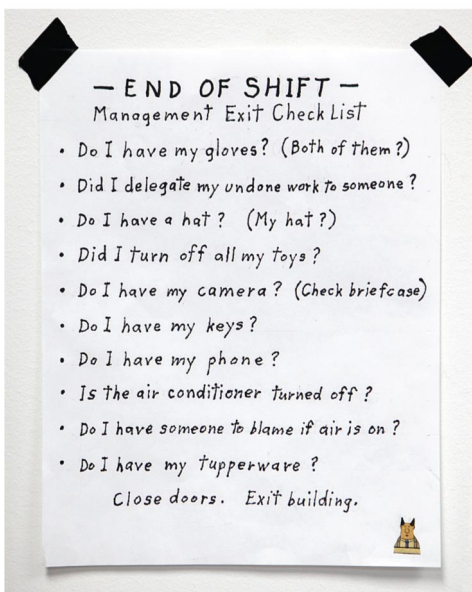 — END OF SHIFT —
Management Exit Check List
• Do I have my gloves? (Both of them?)
• Did I delegate my undone work to someone?
• Do I have a hat? (My hat?)
• Did I turn off all my toys?
• Do I have my camera? (Check briefcase)
• Do I have my keys?
• Do I have my phone?
• Is the air conditioner turned off?
• Do I have someone to blame if air is on?
• Do I have my tupperware?
Close doors. Exit building.